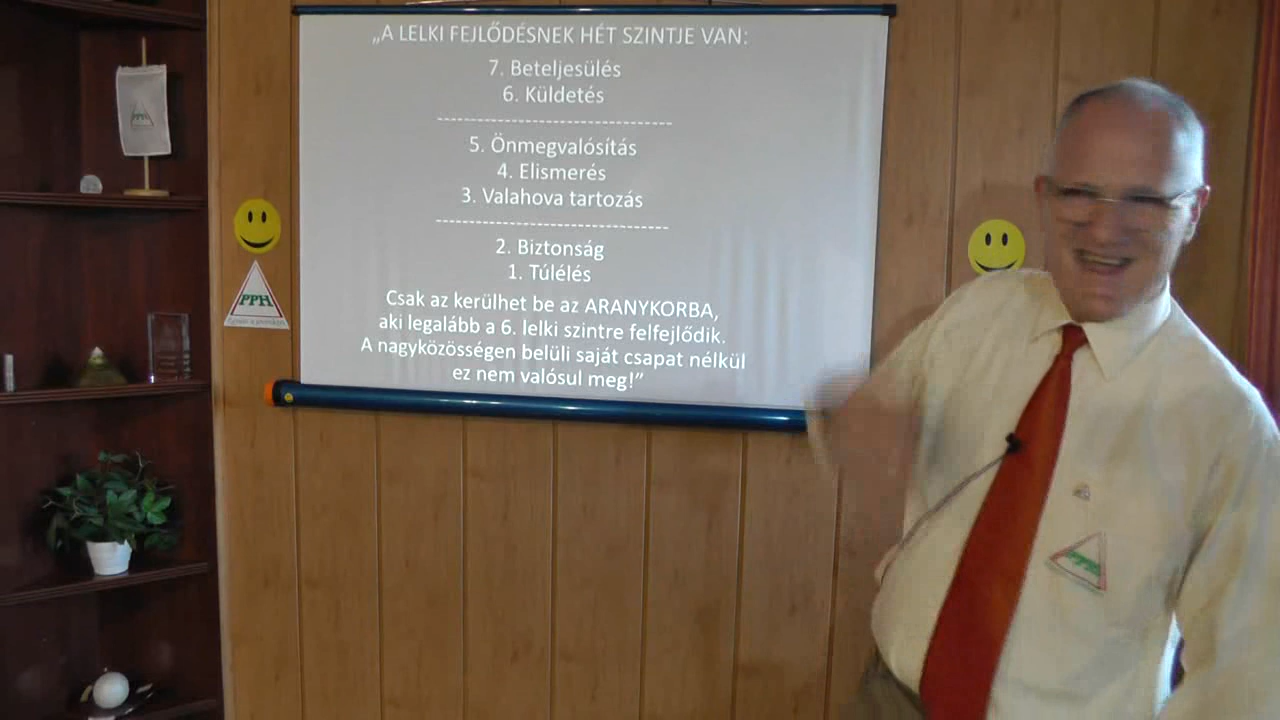 „A LELKI FEJLŐDÉSNEK HÉT SZINTJE VAN:
7. Beteljesülés
6. Küldetés
------------------------------
5. Önmegvalósítás
4. Elismerés
3. Valahova tartozás
------------------------------
2. Biztonság
1. Túlélés
Csak az kerülhet be az ARANYKORBA,
aki legalább a 6. lelki szintre felfejlődik.
A nagyközösségen belüli saját csapat nélkül
ez nem valósul meg!”
PPH
PPH
PPH